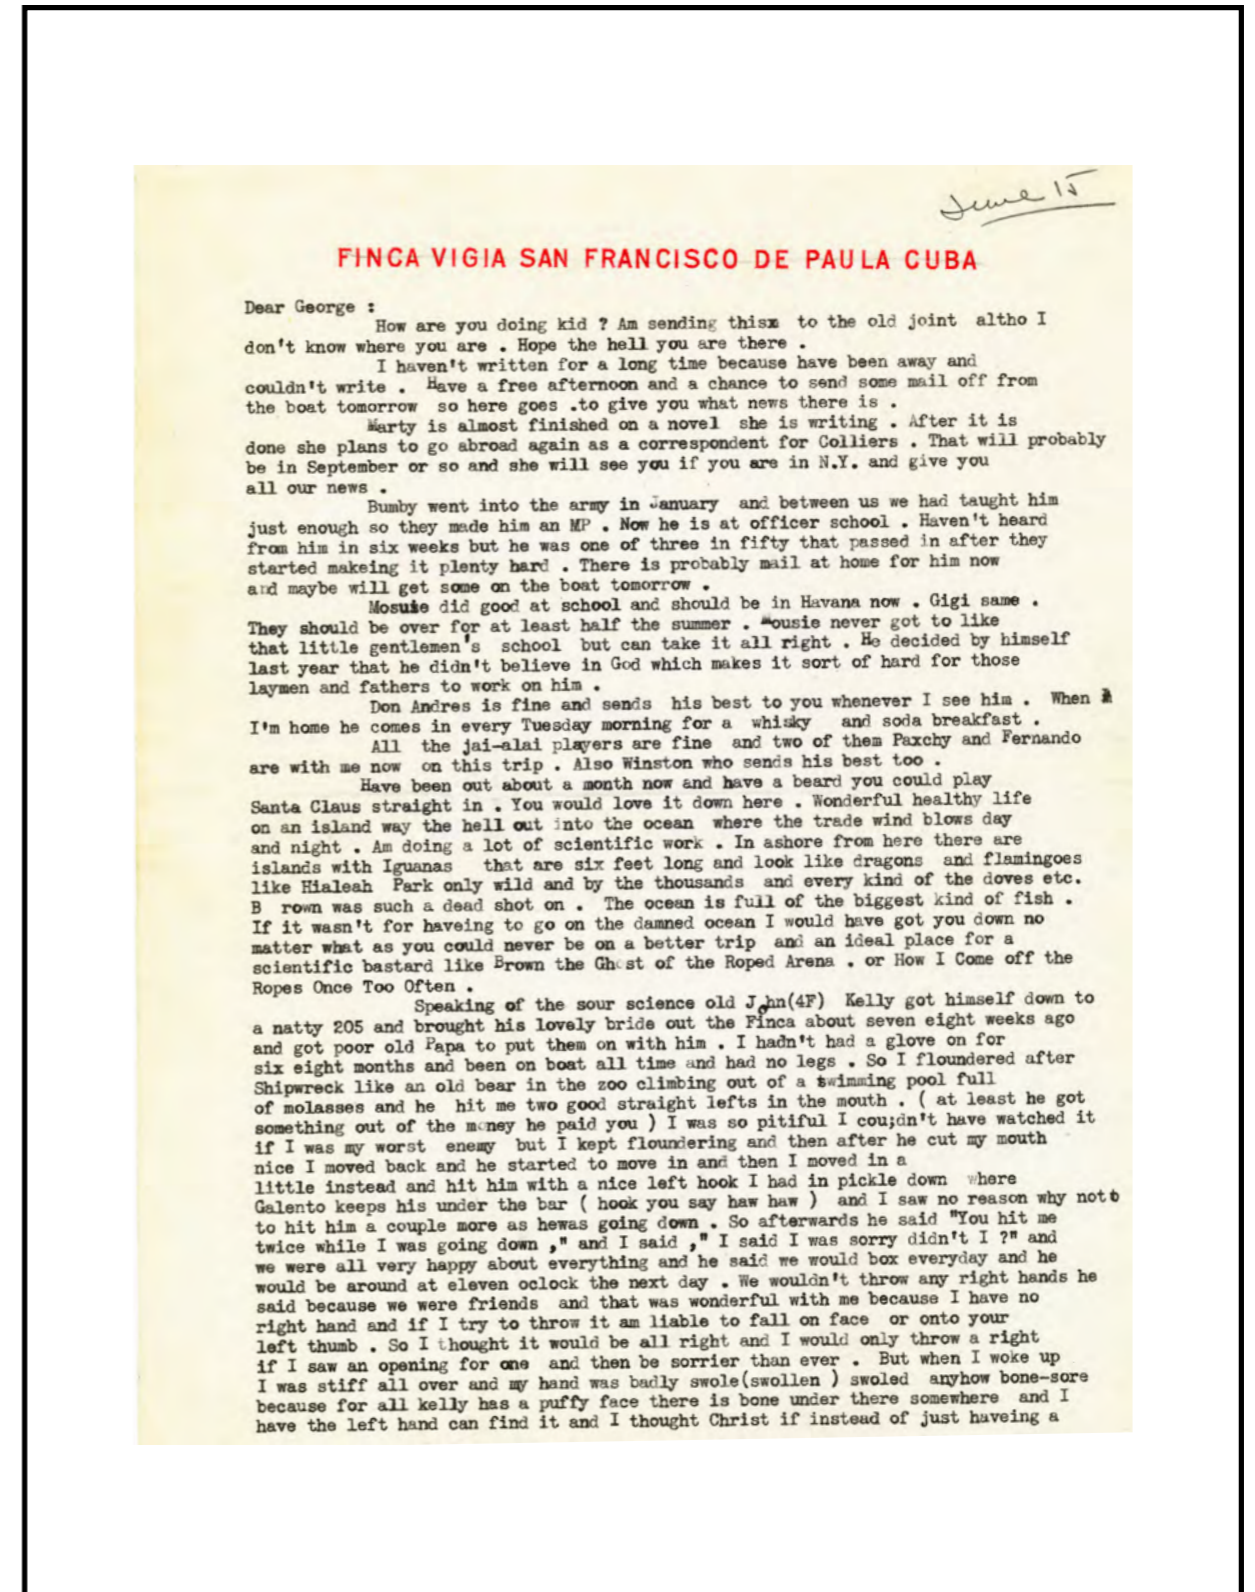 June 15
FINCA VIGIA SAN FRANCISCO DE PAULA CUBA
Dear George :
How are you doing kid ? Am sending thisx to the old joint altho I
don't know where you are . Hope the hell you are there .
I haven't written for a long time because have been away and
couldn't write . Have a free afternoon and a chance to send some mail off from
the boat tomorrow so here goes .to give you what news there is .
Marty is almost finished on a novel she is writing . After it is
done she plans to go abroad again as a correspondent for Colliers . That will probably
be in September or so and she will see you if you are in N.Y. and give you
all our news .
Bumby went into the army in January and between us we had taught him
just enough so they made him an MP . Now he is at officer school . Haven't heard
from him in six weeks but he was one of three in fifty that passed in after they
started makeing it plenty hard . There is probably mail at home for him now
and maybe will get some on the boat tomorrow .
Mosuie did good at school and should be in Havana now . Gigi same .
They should be over for at least half the summer . Mousie never got to like
that little gentlemen's school but can take it all right . He decided by himself
last year that he didn't believe in God which makes it sort of hard for those
laymen and fathers to work on him .
Don Andres is fine and sends his best to you whenever I see him . When
I'm home he comes in every Tuesday morning for a whisky and soda breakfast .
All the jai-alai players are fine and two of them Paxchy and Fernando
are with me now on this trip . Also Winston who sends his best too .
Have been out about a month now and have a beard you could play
Santa Claus straight in . You would love it down here . Wonderful healthy life
on an island way the hell out into the ocean where the trade wind blows day
and night . Am doing a lot of scientific work . In ashore from here there are
islands with Iguanas that are six feet long and look like dragons and flamingoes
like Hialeah Park only wild and by the thousands and every kind of the doves etc.
B rown was such a dead shot on . The ocean is full of the biggest kind of fish .
If it wasn't for haveing to go on the damned ocean I would have got you down no
matter what as you could never be on a better trip and an ideal place for a
scientific bastard like Brown the Ghost of the Roped Arena . or How I Come off the
Ropes Once Too Often .
Speaking of the sour science old John(4F) Kelly got himself down to
a natty 205 and brought his lovely bride out the Finca about seven eight weeks ago
and got poor old Papa to put them on with him . I hadn't had a glove on for
six eight months and been on boat all time and had no legs . So I floundered after
Shipwreck like an old bear in the zoo climbing out of a swimming pool full
of molasses and he hit me two good straight lefts in the mouth . ( at least he got
something out of the money he paid you ) I was so pitiful I cou;dn't have watched it
if I was my worst enemy but I kept floundering and then after he cut my mouth
nice I moved back and he started to move in and then I moved in a
little instead and hit him with a nice left hook I had in pickle down where
Galento keeps his under the bar ( hook you say haw haw ) and I saw no reason why not
to hit him a couple more as hewas going down . So afterwards he said "You hit me
twice while I was going down ," and I said ," I said I was sorry didn't I ?" and
we were all very happy about everything and he said we would box everyday and he
would be around at eleven oclock the next day . We wouldn't throw any right hands he
said because we were friends and that was wonderful with me because I have no
right hand and if I try to throw it am liable to fall on face or onto your
left thumb . So I thought it would be all right and I would only throw a right
if I saw an opening for one and then be sorrier than ever . But when I woke up
I was stiff all over and my hand was badly swole(swollen ) swoled anyhow bone-sore
because for all kelly has a puffy face there is bone under there somewhere and I
have the left hand can find it and I thought Christ if instead of just haveing a